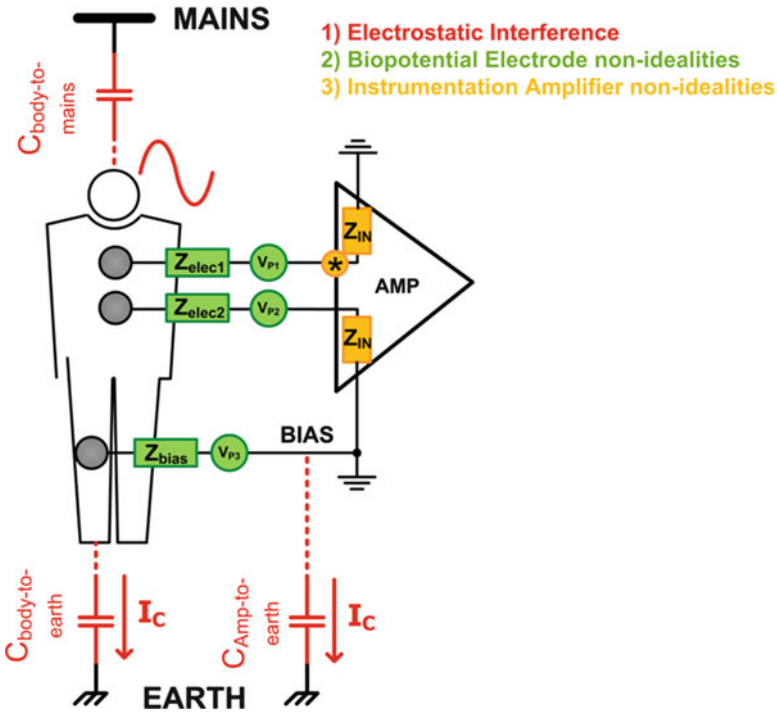 MAINS
1) Electrostatic Interference
2) Biopotential Electrode non-idealities
3) Instrumentation Amplifier non-idealities
Cbody-to-
mains
ZIN
Zelec1
VP1
*
AMP
Zelec2
VP2
ZIN
BIAS
Zbias
VP3
Cbody-to-
earth
IC
CAmp-to-
earth
IC
EARTH